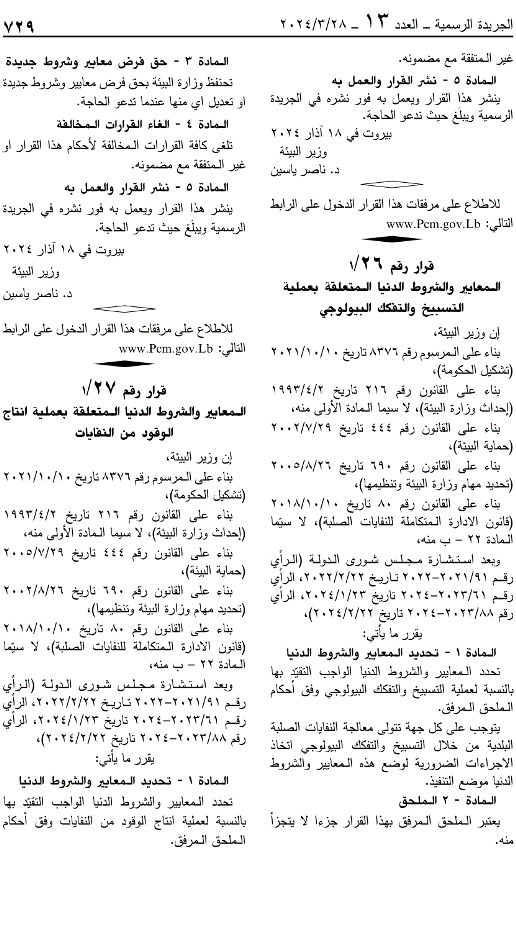 الجريدة الرسمية – العدد ١٣ – ٢٠٢٤/٣/٢٨
٧٢٩
غير المتفقة مع مضمونه.
المادة ٥ - نشر القرار والعمل به
ينشر هذا القرار ويعمل به فور نشره في الجريدة
الرسمية ويبلّغ حيث تدعو الحاجة.
بيروت في ١٨ آذار ٢٠٢٤
وزير البيئة
د. ناصر ياسين
للاطلاع على مرفقات هذا القرار الدخول على الرابط
التالي: www.Pcm.gov.Lb
قرار رقم ١/٢٦
المعايير والشروط الدنيا المتعلقة بعملية
التسبيخ والتفكك البيولوجي
إن وزير البيئة،
بناء على المرسوم رقم ٨٣٧٦ تاريخ ٢٠٢١/١٠/١٠
(تشكيل الحكومة)،
بناء على القانون رقم ٢١٦ تاريخ ١٩٩٣/٤/٢
(إحداث وزارة البيئة)، لا سيما المادة الأولى منه،
بناء على القانون رقم ٤٤٤ تاريخ ٢٠٠٢/٧/٢٩
(حماية البيئة)،
بناء على القانون رقم ٦٩٠ تاريخ ٢٠٠٥/٨/٢٦
(تحديد مهام وزارة البيئة وتنظيمها)،
بناء على القانون رقم ٨٠ تاريخ ٢٠١٨/١٠/١٠
(قانون الادارة المتكاملة للنفايات الصلبة)، لا سيّما
المادة ٢٢ – ب منه،
وبعد استشارة مجلس شورى الدولة (الرأي
رقم ٢٠٢١/٩١-٢٠٢٢ تاريخ ٢٠٢٢/٢/٢٢، الرأي
رقم ٢٠٢٣/٦١-٢٠٢٤ تاريخ ٢٠٢٤/١/٢٣، الرأي
رقم ٢٠٢٣/٨٨-٢٠٢٤ تاريخ ٢٠٢٤/٢/٢٢)،
يقرر ما يأتي:
المادة ١ - تحديد المعايير والشروط الدنيا
تحدد المعايير والشروط الدنيا الواجب التقيّد بها
بالنسبة لعملية التسبيخ والتفكك البيولوجي وفق أحكام
الملحق المرفق.
يتوجب على كل جهة تتولى معالجة النفايات الصلبة
البلدية من خلال التسبيخ والتفكك البيولوجي اتخاذ
الاجراءات الضرورية لوضع هذه المعايير والشروط
الدنيا موضع التنفيذ.
المادة - ٢ الملحق
يعتبر الملحق المرفق بهذا القرار جزءا لا يتجزأ
منه.
المادة ٣ - حق فرض معايير وشروط جديدة
تحتفظ وزارة البيئة بحق فرض معايير وشروط جديدة
او تعديل اي منها عندما تدعو الحاجة.
المادة ٤ - الغاء القرارات المخالفة
تلغى كافة القرارات المخالفة لأحكام هذا القرار او
غير المتفقة مع مضمونه.
المادة ٥ - نشر القرار والعمل به
ينشر هذا القرار ويعمل به فور نشره في الجريدة
الرسمية ويبلّغ حيث تدعو الحاجة.
بيروت في ١٨ آذار ٢٠٢٤
وزير البيئة
د. ناصر ياسين
للاطلاع على مرفقات هذا القرار الدخول على الرابط
التالي: www.Pcm.gov.Lb
قرار رقم ١/٢٧
المعايير والشروط الدنيا المتعلقة بعملية انتاج
الوقود من النفايات
إن وزير البيئة،
بناء على المرسوم رقم ٨٣٧٦ تاريخ ٢٠٢١/١٠/١٠
(تشكيل الحكومة)،
بناء على القانون رقم ٢١٦ تاريخ ١٩٩٣/٤/٢
(إحداث وزارة البيئة)، لا سيما المادة الأولى منه،
بناء على القانون رقم ٤٤٤ تاريخ ٢٠٠٥/٧/٢٩
(حماية البيئة)،
بناء على القانون رقم ٦٩٠ تاريخ ٢٠٠٢/٨/٢٦
(تحديد مهام وزارة البيئة وتنظيمها)،
بناء على القانون رقم ٨٠ تاريخ ٢٠١٨/١٠/١٠
(قانون الادارة المتكاملة للنفايات الصلبة)، لا سيّما
المادة ٢٢ – ب منه،
وبعد استشارة مجلس شورى الدولة (الرأي
رقم ٢٠٢١/٩١-٢٠٢٢ تاريخ ٢٠٢٢/٢/٢٢، الرأي
رقم ٢٠٢٣/٦١-٢٠٢٤ تاريخ ٢٠٢٤/١/٢٣، الرأي
رقم ٢٠٢٣/٨٨-٢٠٢٤ تاريخ ٢٠٢٤/٢/٢٢)،
يقرر ما يأتي:
المادة ١ - تحديد المعايير والشروط الدنيا
تحدد المعايير والشروط الدنيا الواجب التقيّد بها
بالنسبة لعملية انتاج الوقود من النفايات وفق أحكام
الملحق المرفق.